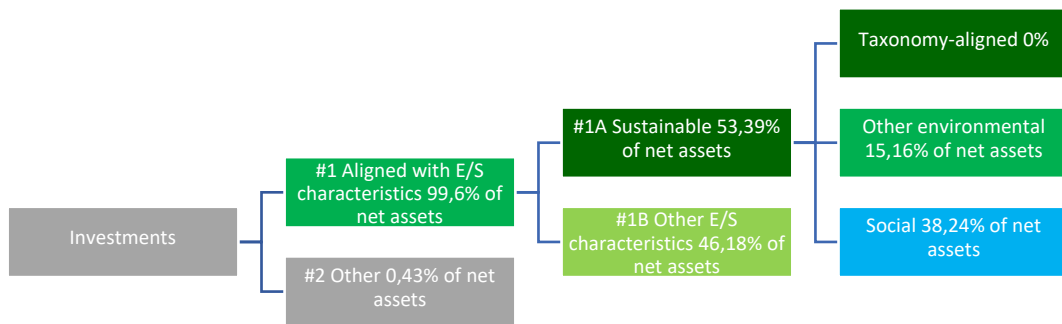 Investments
#1 Aligned with E/S
characteristics 99,6% of
net assets
#2 Other 0,43% of net
assets
#1A Sustainable 53,39%
of net assets
#1B Other E/S
characteristics 46,18% of
net assets
Taxonomy-aligned 0%
Other environmental
15,16% of net assets
Social 38,24% of net
assets